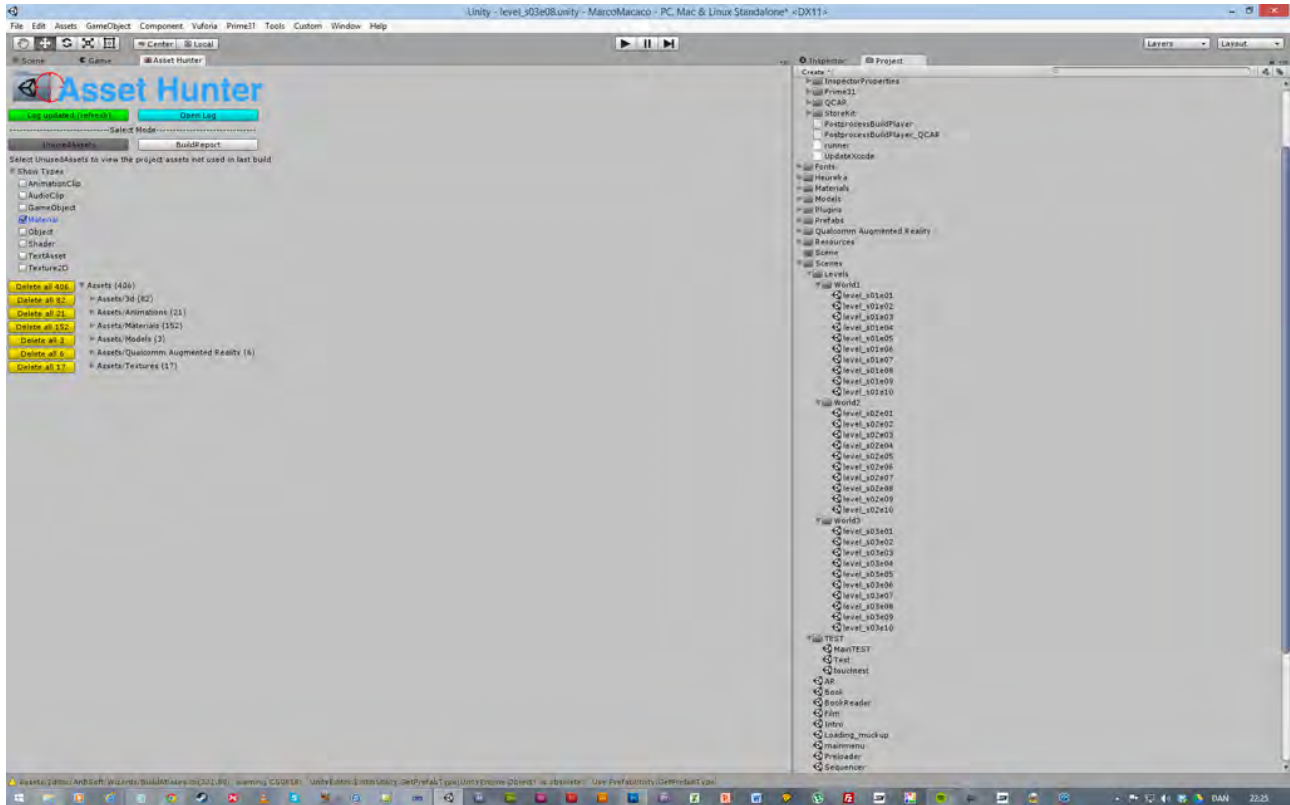 Unity - level_s03e08.unity - MarcoMacaco - PC, Mac & Linux Standalone* <DX11>
File Edit Assets GameObject Component Vuforia Prime31 Tools Custom Window Help
Center Local
Layers Layout
Scene Game Asset Hunter
Inspector Project
Create
Asset Hunter
Log updated (refresh) Open Log
-----------------------------Select Mode-----------------------------
UnusedAssets BuildReport
Select UnusedAssets to view the project assets not used in last build
Show Types
AnimationClip
AudioClip
GameObject
Material
Object
Shader
TextAsset
Texture2D
Delete all 406 Assets (406)
Delete all 82 Assets/3d (82)
Delete all 21 Assets/Animations (21)
Delete all 152 Assets/Materials (152)
Delete all 3 Assets/Models (3)
Delete all 6 Assets/Qualcomm Augmented Reality (6)
Delete all 17 Assets/Textures (17)
InspectorProperties
Prime31
QCAR
StoreKit
PostprocessBuildPlayer
PostprocessBuildPlayer_QCAR
runner
UpdateXcode
Fonts
Heureka
Materials
Models
Plugins
Prefabs
Qualcomm Augmented Reality
Resources
Scene
Scenes
Levels
World1
level_s01e01
level_s01e02
level_s01e03
level_s01e04
level_s01e05
level_s01e06
level_s01e07
level_s01e08
level_s01e09
level_s01e10
World2
level_s02e01
level_s02e02
level_s02e03
level_s02e04
level_s02e05
level_s02e06
level_s02e07
level_s02e08
level_s02e09
level_s02e10
World3
level_s03e01
level_s03e02
level_s03e03
level_s03e04
level_s03e05
level_s03e06
level_s03e07
level_s03e08
level_s03e09
level_s03e10
TEST
MainTEST
Test
touchtest
AR
Book
BookReader
Film
Intro
Loading_mockup
mainmenu
Preloader
Sequencer
warning CS0618: is obsolete: Use
DAN 22:25